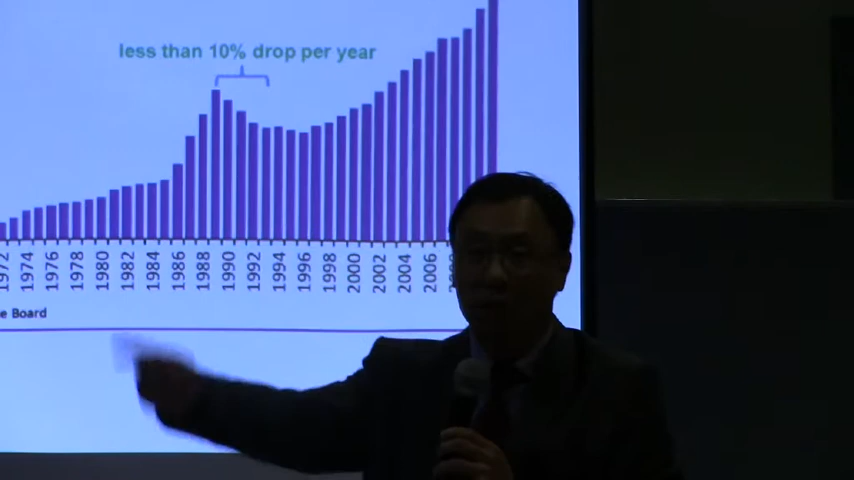 less than 10% drop per year
1972 1974 1976 1978 1980 1982 1984 1986 1988 1990 1992 1994 1996 1998 2000 2002 2004 2006
e Board